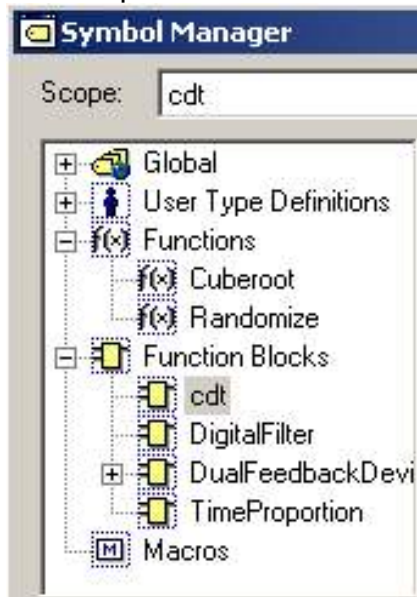 Symbol Manager
Scope: cdt
Global
User Type Definitions
f(x) Functions
f(x) Cuberoot
f(x) Randomize
Function Blocks
cdt
DigitalFilter
DualFeedbackDevi
TimeProportion
M Macros